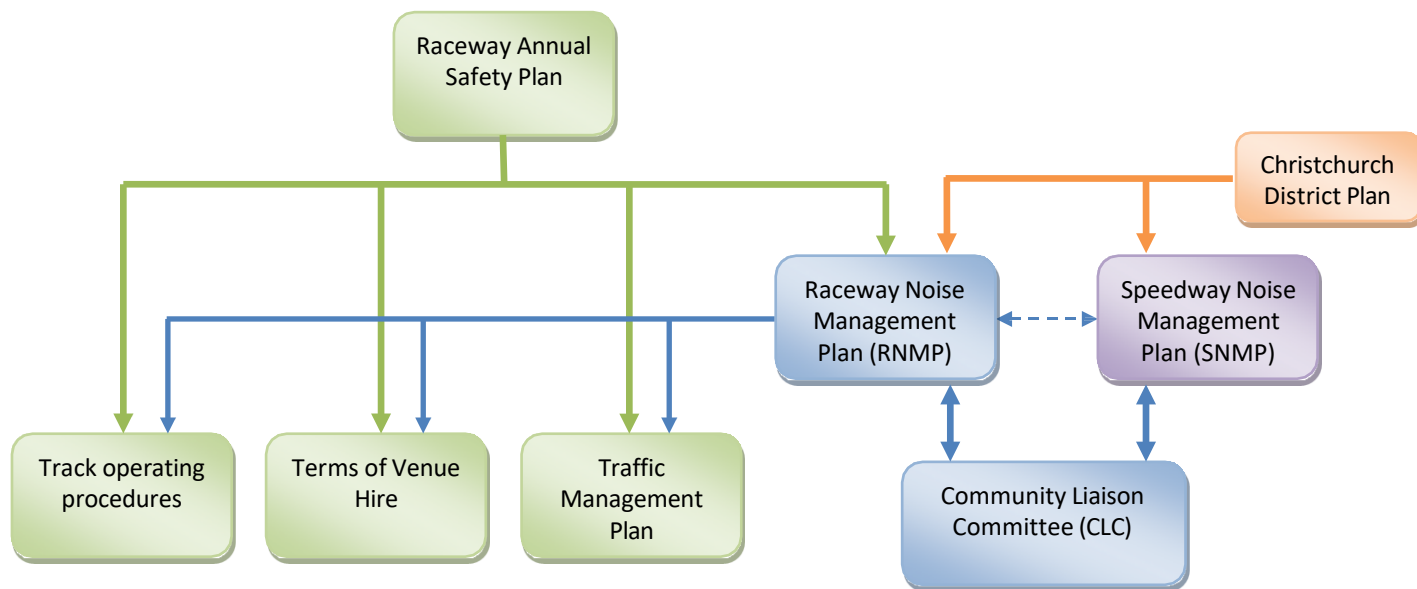 Raceway Annual
Safety Plan
Christchurch
District Plan
Raceway Noise
Management
Plan (RNMP)
Speedway Noise
Management
Plan (SNMP)
Track operating
procedures
Terms of Venue
Hire
Traffic
Management
Plan
Community Liaison
Committee (CLC)